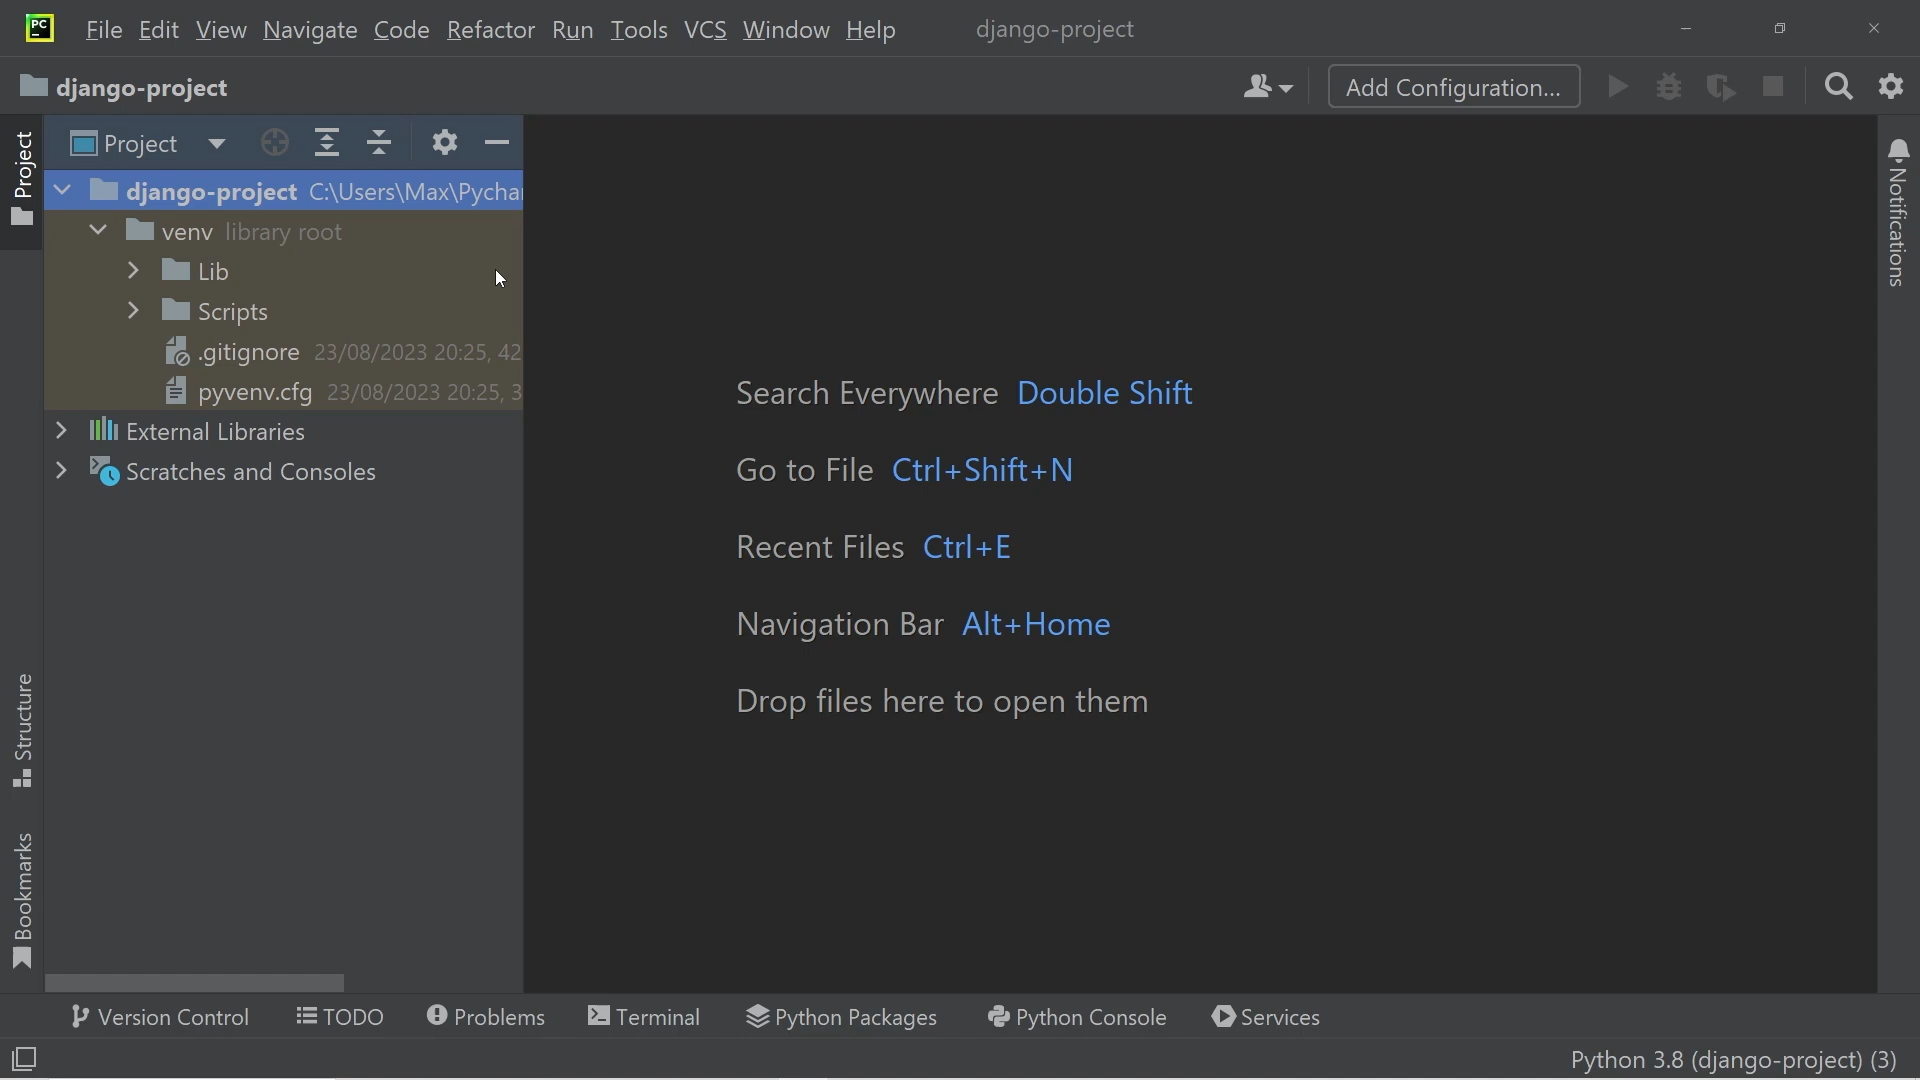 PC
File Edit View Navigate Code Refactor Run Tools VCS Window Help django-project
django-project
Add Configuration...
Project
Project
django-project C:\Users\Max\Pychar
venv library root
Lib
Scripts
.gitignore 23/08/2023 20:25, 42
pyvenv.cfg 23/08/2023 20:25, 3
External Libraries
Scratches and Consoles
Search Everywhere Double Shift
Go to File Ctrl+Shift+N
Recent Files Ctrl+E
Navigation Bar Alt+Home
Drop files here to open them
Notifications
Structure
Bookmarks
Version Control TODO Problems Terminal Python Packages Python Console Services
Python 3.8 (django-project) (3)